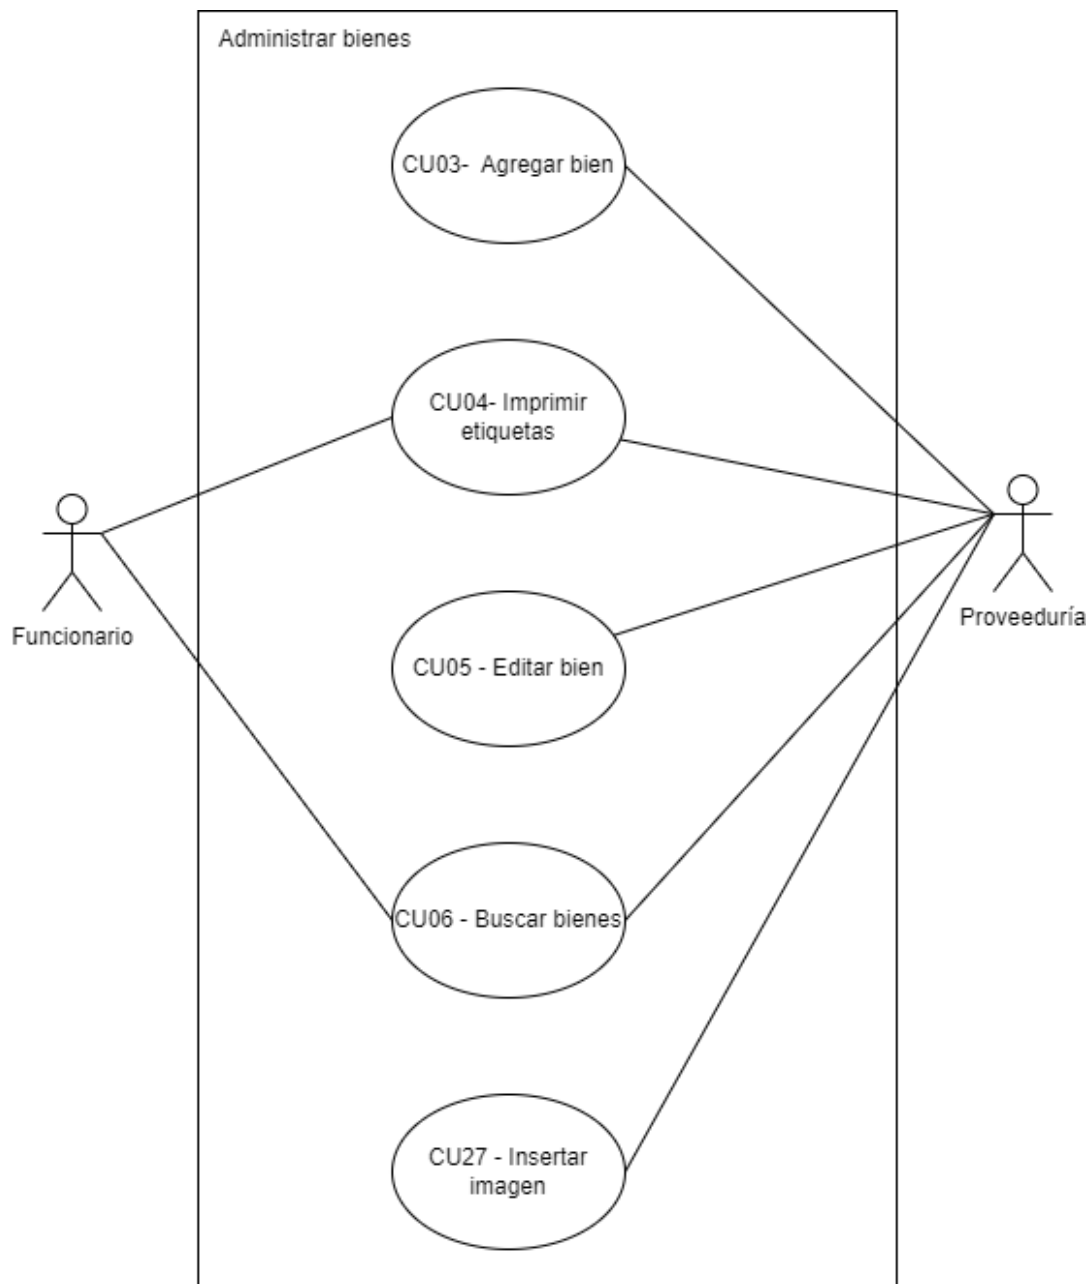 Administrar bienes
CU03-  Agregar bien
CU04- Imprimir
etiquetas
Funcionario
Proveeduría
CU05 - Editar bien
CU06 - Buscar bienes
CU27 - Insertar
imagen